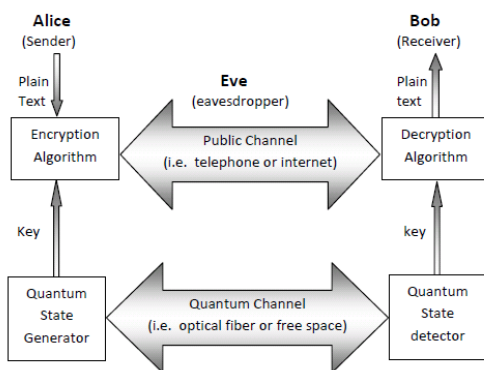 Alice
(Sender)
Bob
(Receiver)
Eve
(eavesdropper)
Plain
Text
Plain
text
Encryption
Algorithm
Public Channel
(i.e. telephone or internet)
Decryption
Algorithm
Key
key
Quantum
State
Generator
Quantum Channel
(i.e. optical fiber or free space)
Quantum
State
detector